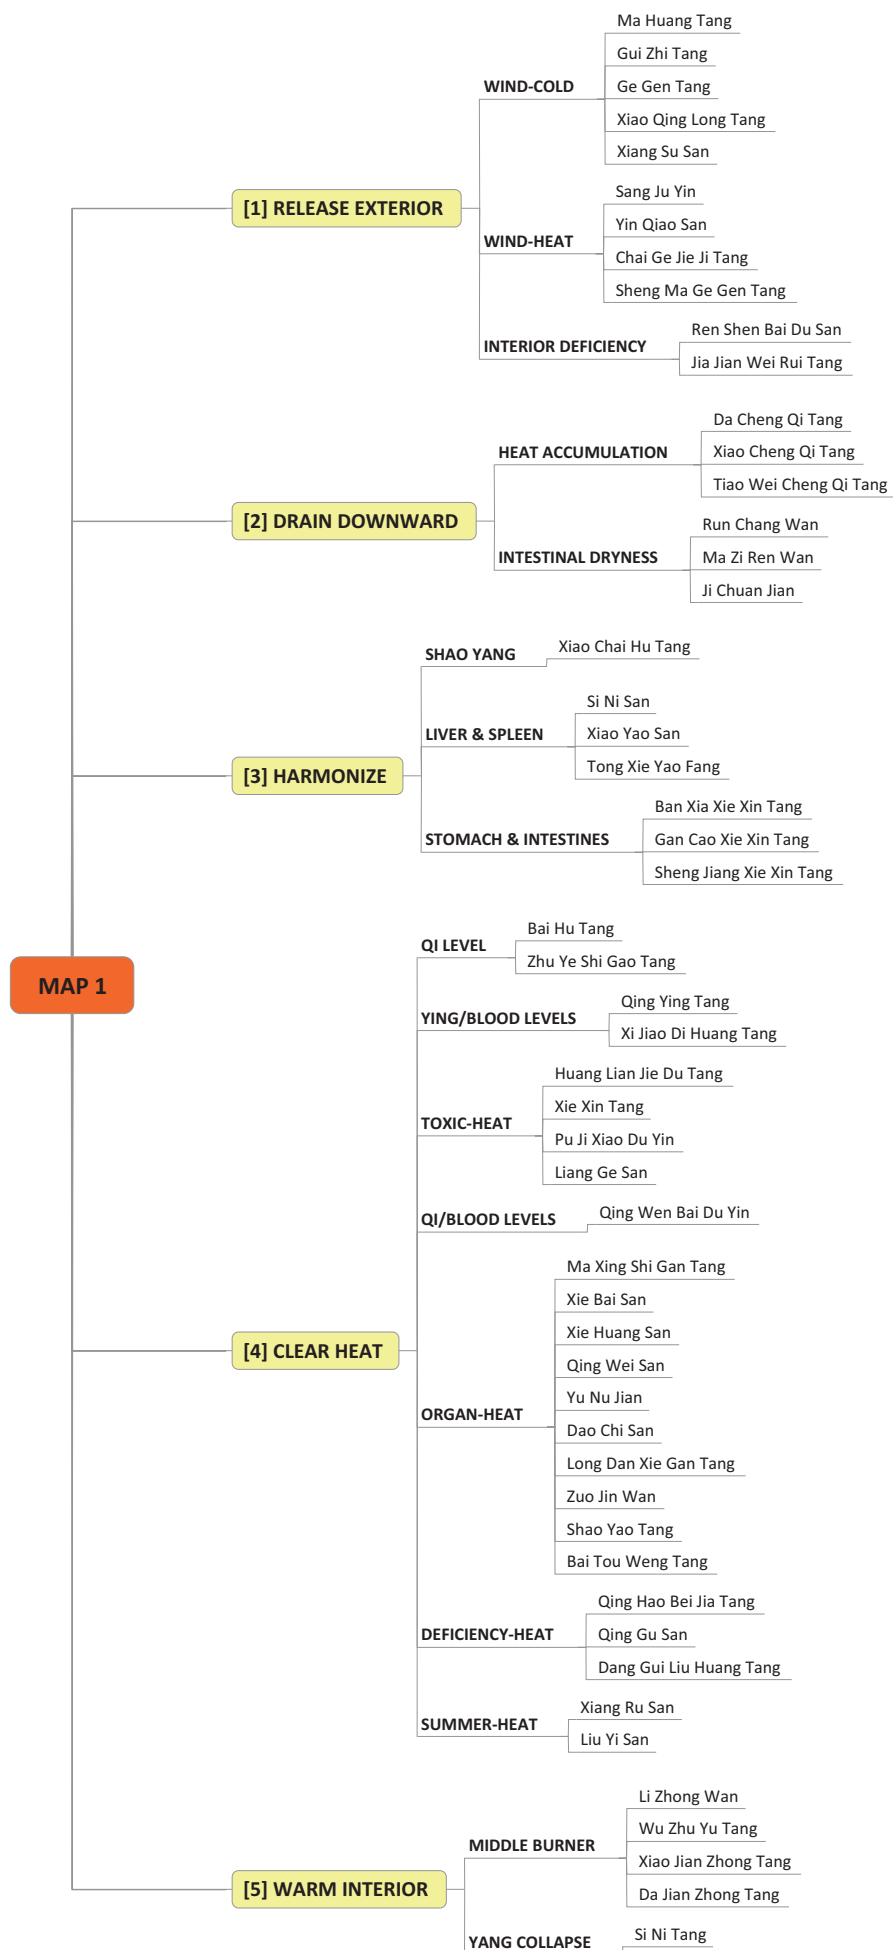 MAP 1
[1] RELEASE EXTERIOR
WIND-COLD
Ma Huang Tang
Gui Zhi Tang
Ge Gen Tang
Xiao Qing Long Tang
Xiang Su San
WIND-HEAT
Sang Ju Yin
Yin Qiao San
Chai Ge Jie Ji Tang
Sheng Ma Ge Gen Tang
INTERIOR DEFICIENCY
Ren Shen Bai Du San
Jia Jian Wei Rui Tang
[2] DRAIN DOWNWARD
HEAT ACCUMULATION
Da Cheng Qi Tang
Xiao Cheng Qi Tang
Tiao Wei Cheng Qi Tang
INTESTINAL DRYNESS
Run Chang Wan
Ma Zi Ren Wan
Ji Chuan Jian
[3] HARMONIZE
SHAO YANG
Xiao Chai Hu Tang
LIVER & SPLEEN
Si Ni San
Xiao Yao San
Tong Xie Yao Fang
STOMACH & INTESTINES
Ban Xia Xie Xin Tang
Gan Cao Xie Xin Tang
Sheng Jiang Xie Xin Tang
[4] CLEAR HEAT
QI LEVEL
Bai Hu Tang
Zhu Ye Shi Gao Tang
YING/BLOOD LEVELS
Qing Ying Tang
Xi Jiao Di Huang Tang
TOXIC-HEAT
Huang Lian Jie Du Tang
Xie Xin Tang
Pu Ji Xiao Du Yin
Liang Ge San
QI/BLOOD LEVELS
Qing Wen Bai Du Yin
ORGAN-HEAT
Ma Xing Shi Gan Tang
Xie Bai San
Xie Huang San
Qing Wei San
Yu Nu Jian
Dao Chi San
Long Dan Xie Gan Tang
Zuo Jin Wan
Shao Yao Tang
Bai Tou Weng Tang
DEFICIENCY-HEAT
Qing Hao Bei Jia Tang
Qing Gu San
Dang Gui Liu Huang Tang
SUMMER-HEAT
Xiang Ru San
Liu Yi San
[5] WARM INTERIOR
MIDDLE BURNER
Li Zhong Wan
Wu Zhu Yu Tang
Xiao Jian Zhong Tang
Da Jian Zhong Tang
YANG COLLAPSE
Si Ni Tang